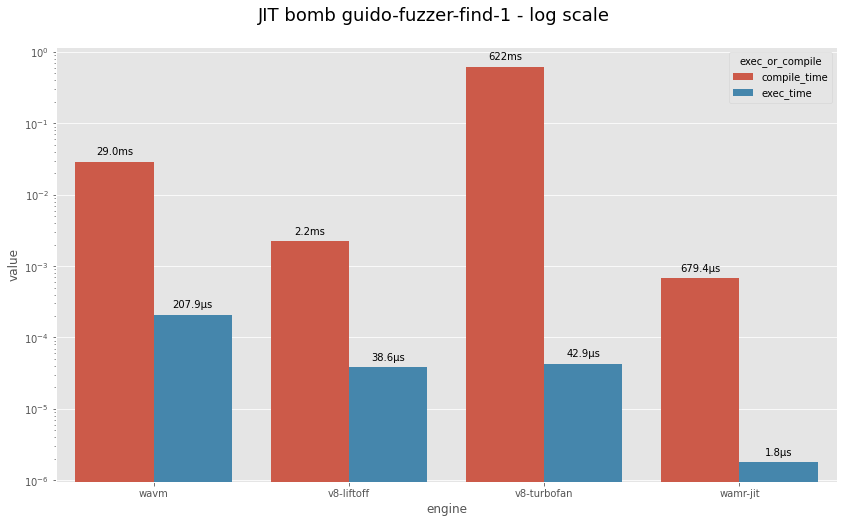 JIT bomb guido-fuzzer-find-1 - log scale
exec_or_compile
compile_time
exec_time
10⁰
10⁻¹
10⁻²
10⁻³
10⁻⁴
10⁻⁵
10⁻⁶
value
29.0ms
207.9μs
2.2ms
38.6μs
622ms
42.9μs
679.4μs
1.8μs
wavm
v8-liftoff
v8-turbofan
wamr-jit
engine